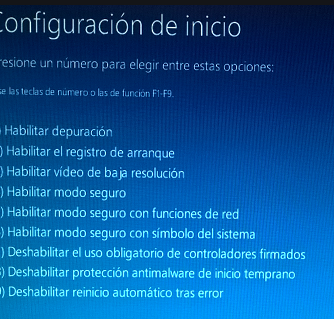 Configuración de inicio
resione un número para elegir entre estas opciones:
se las teclas de número o las de función F1-F9.
) Habilitar depuración
) Habilitar el registro de arranque
) Habilitar vídeo de baja resolución
) Habilitar modo seguro
) Habilitar modo seguro con funciones de red
) Habilitar modo seguro con símbolo del sistema
) Deshabilitar el uso obligatorio de controladores firmados
) Deshabilitar protección antimalware de inicio temprano
) Deshabilitar reinicio automático tras error